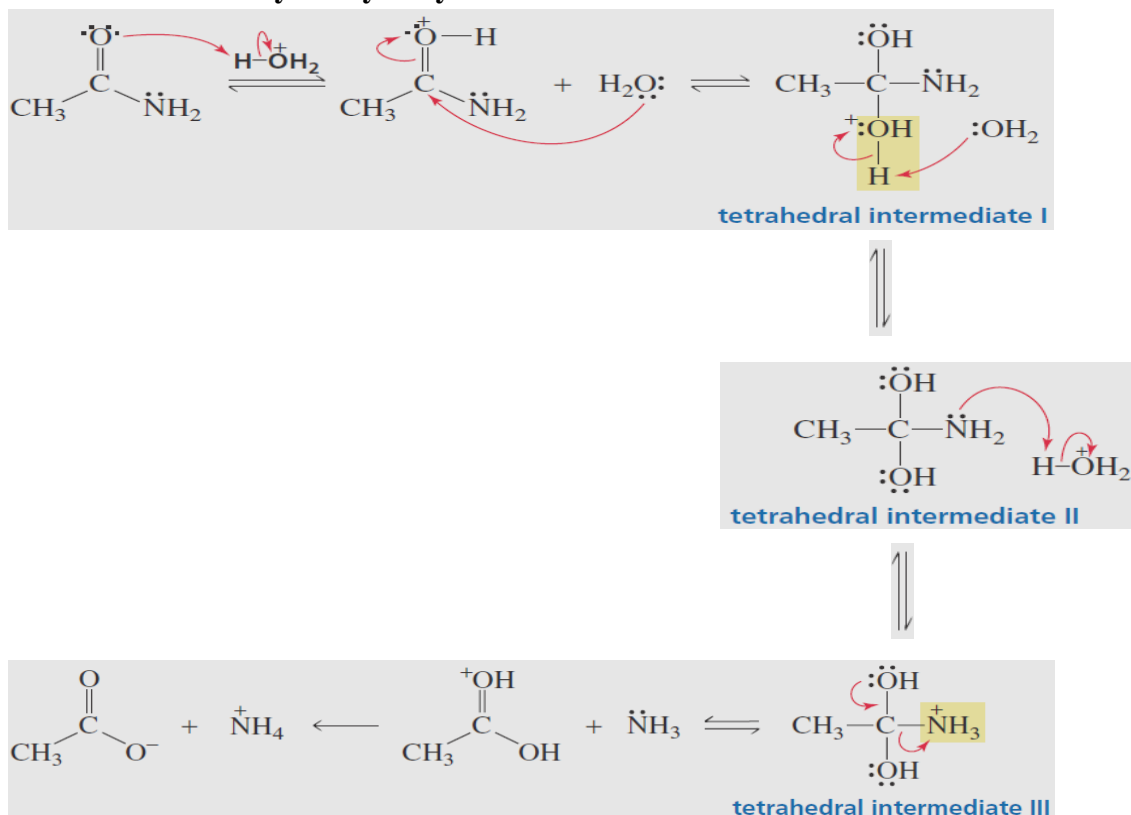 O H–OH₂⁺ ⁺O–H :OH
C C CH₃–C–NH₂
CH₃ NH₂ CH₃ NH₂ + H₂O: ⁺:OH :OH₂
H
tetrahedral intermediate I
:OH
CH₃–C–NH₂
:OH H–OH₂⁺
tetrahedral intermediate II
O ⁺OH :OH
C + ⁺NH₄ C + NH₃ CH₃–C–⁺NH₃
CH₃ O⁻ CH₃ OH :OH
tetrahedral intermediate III